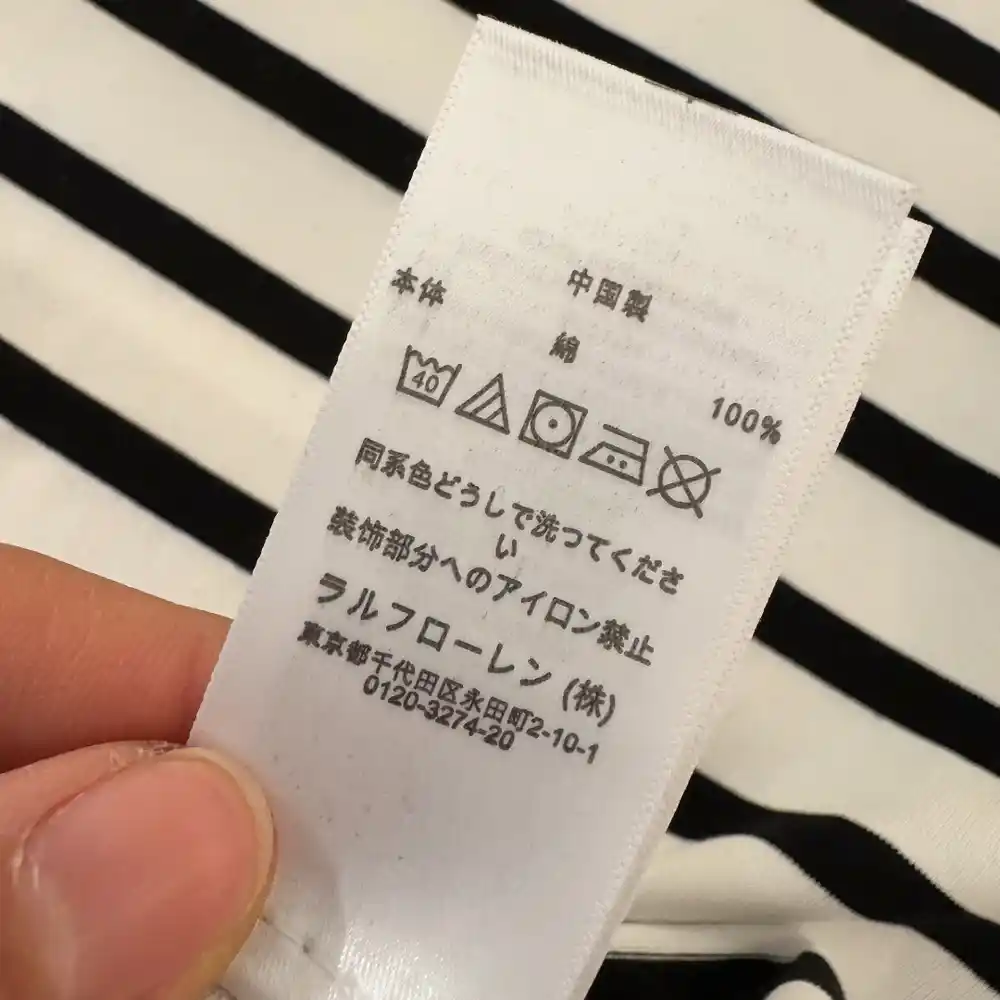 中国製
本体
綿
100%
40
同系色どうしで洗ってくださ
い
装飾部分へのアイロン禁止
ラルフローレン (株)
東京都千代田区永田町2-10-1
0120-3274-20